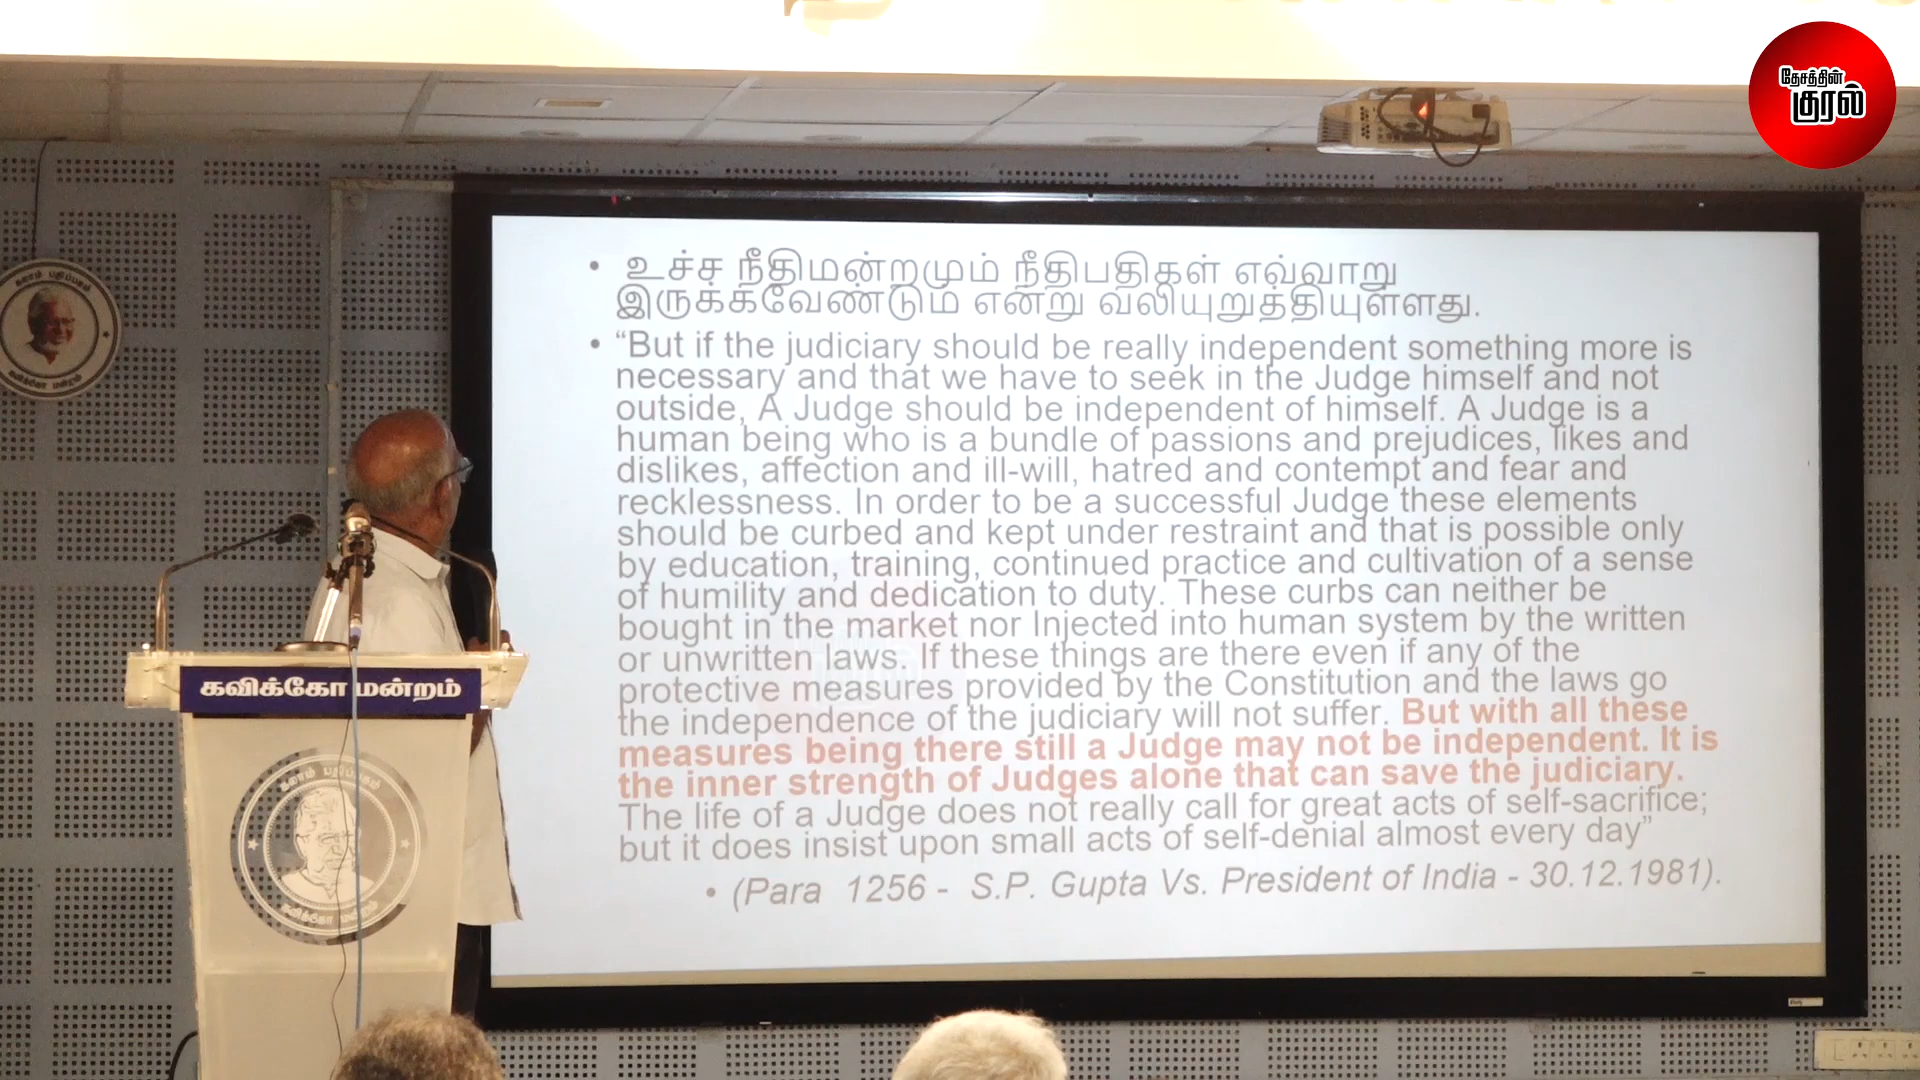 தேசத்தின்
குரல்
• உச்ச நீதிமன்றமும் நீதிபதிகள் எவ்வாறு
இருக்கவேண்டும் என்று வலியுறுத்தியுள்ளது.
• “But if the judiciary should be really independent something more is
necessary and that we have to seek in the Judge himself and not
outside, A Judge should be independent of himself. A Judge is a
human being who is a bundle of passions and prejudices, likes and
dislikes, affection and ill-will, hatred and contempt and fear and
recklessness. In order to be a successful Judge these elements
should be curbed and kept under restraint and that is possible only
by education, training, continued practice and cultivation of a sense
of humility and dedication to duty. These curbs can neither be
bought in the market nor Injected into human system by the written
or unwritten laws. If these things are there even if any of the
protective measures provided by the Constitution and the laws go
the independence of the judiciary will not suffer. But with all these
measures being there still a Judge may not be independent. It is
the inner strength of Judges alone that can save the judiciary.
The life of a Judge does not really call for great acts of self-sacrifice;
but it does insist upon small acts of self-denial almost every day”
• (Para 1256 - S.P. Gupta Vs. President of India - 30.12.1981).
கவிக்கோ மன்றம்
கவிக்கோ மன்றம்
கவிக்கோ மன்றம்